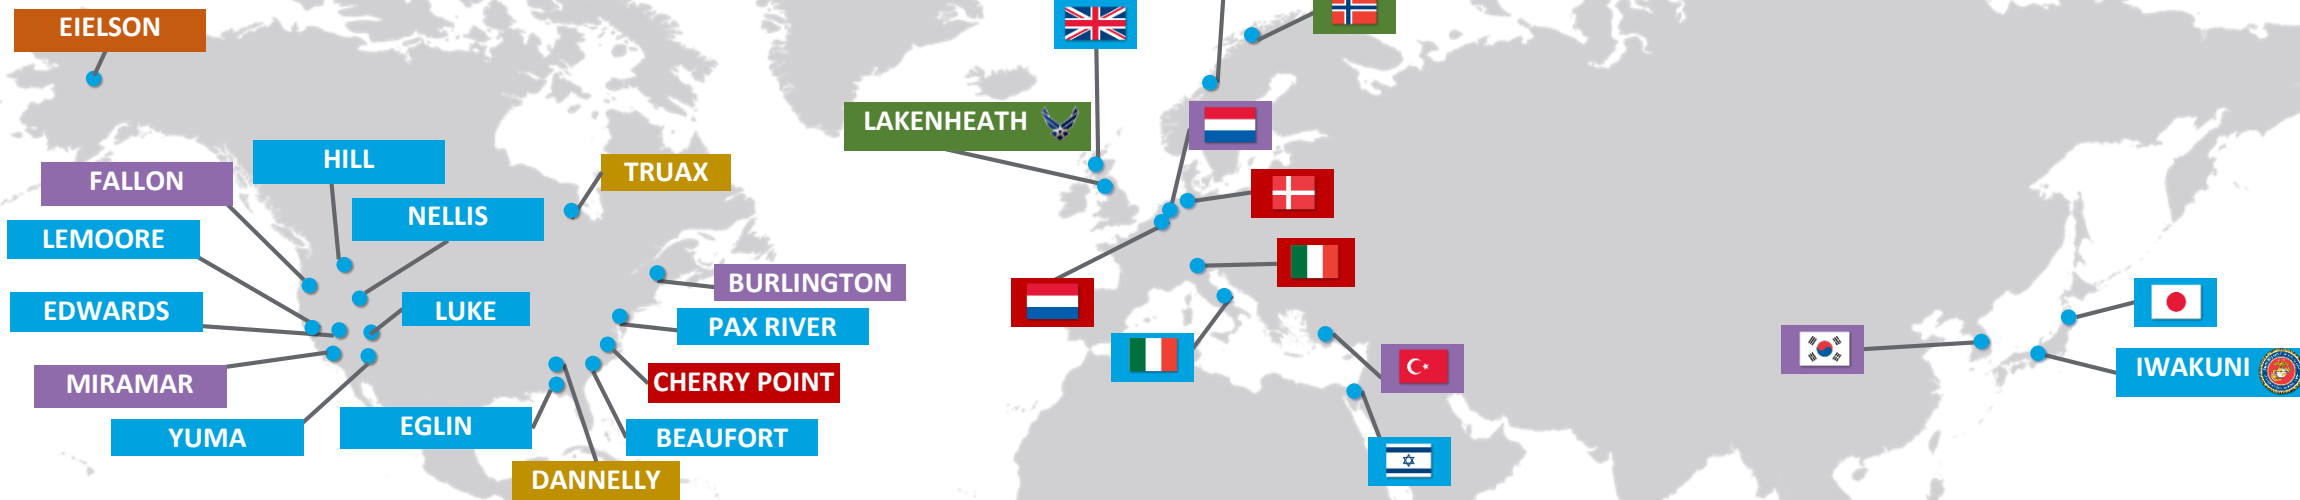 EIELSON
LAKENHEATH
HILL
TRUAX
FALLON
NELLIS
LEMOORE
BURLINGTON
EDWARDS
LUKE
PAX RIVER
IWAKUNI
MIRAMAR
CHERRY POINT
YUMA
EGLIN
BEAUFORT
DANNELLY